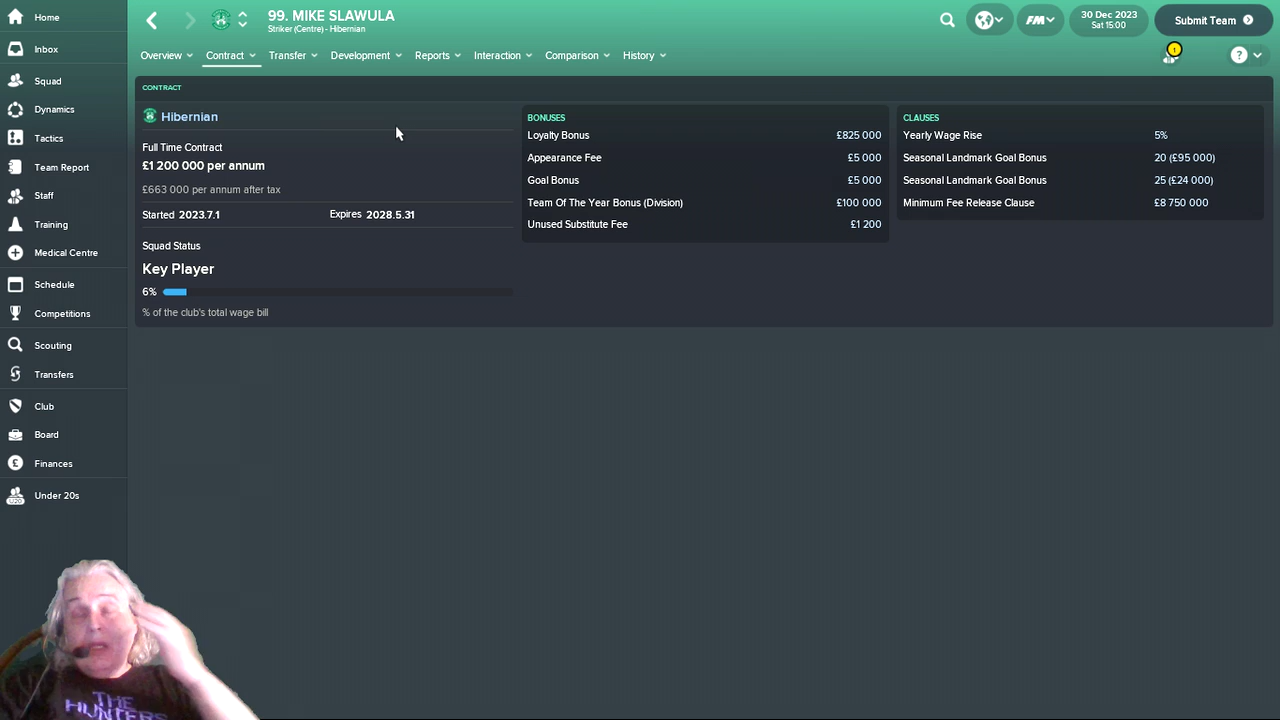 Home
Inbox
Squad
Dynamics
Tactics
Team Report
Staff
Training
Medical Centre
Schedule
Competitions
Scouting
Transfers
Club
Board
Finances
Under 20s
99. MIKE SLAWULA
Striker (Centre) - Hibernian
FM
30 Dec 2023
Sat 15:00
Submit Team
Overview
Contract
Transfer
Development
Reports
Interaction
Comparison
History
1
?
CONTRACT
Hibernian
Full Time Contract
£1 200 000 per annum
£663 000 per annum after tax
Started 2023.7.1 Expires 2028.5.31
Squad Status
Key Player
6%
% of the club's total wage bill
BONUSES
Loyalty Bonus £825 000
Appearance Fee £5 000
Goal Bonus £5 000
Team Of The Year Bonus (Division) £100 000
Unused Substitute Fee £1 200
CLAUSES
Yearly Wage Rise 5%
Seasonal Landmark Goal Bonus 20 (£95 000)
Seasonal Landmark Goal Bonus 25 (£24 000)
Minimum Fee Release Clause £8 750 000
THE
HUNTERS